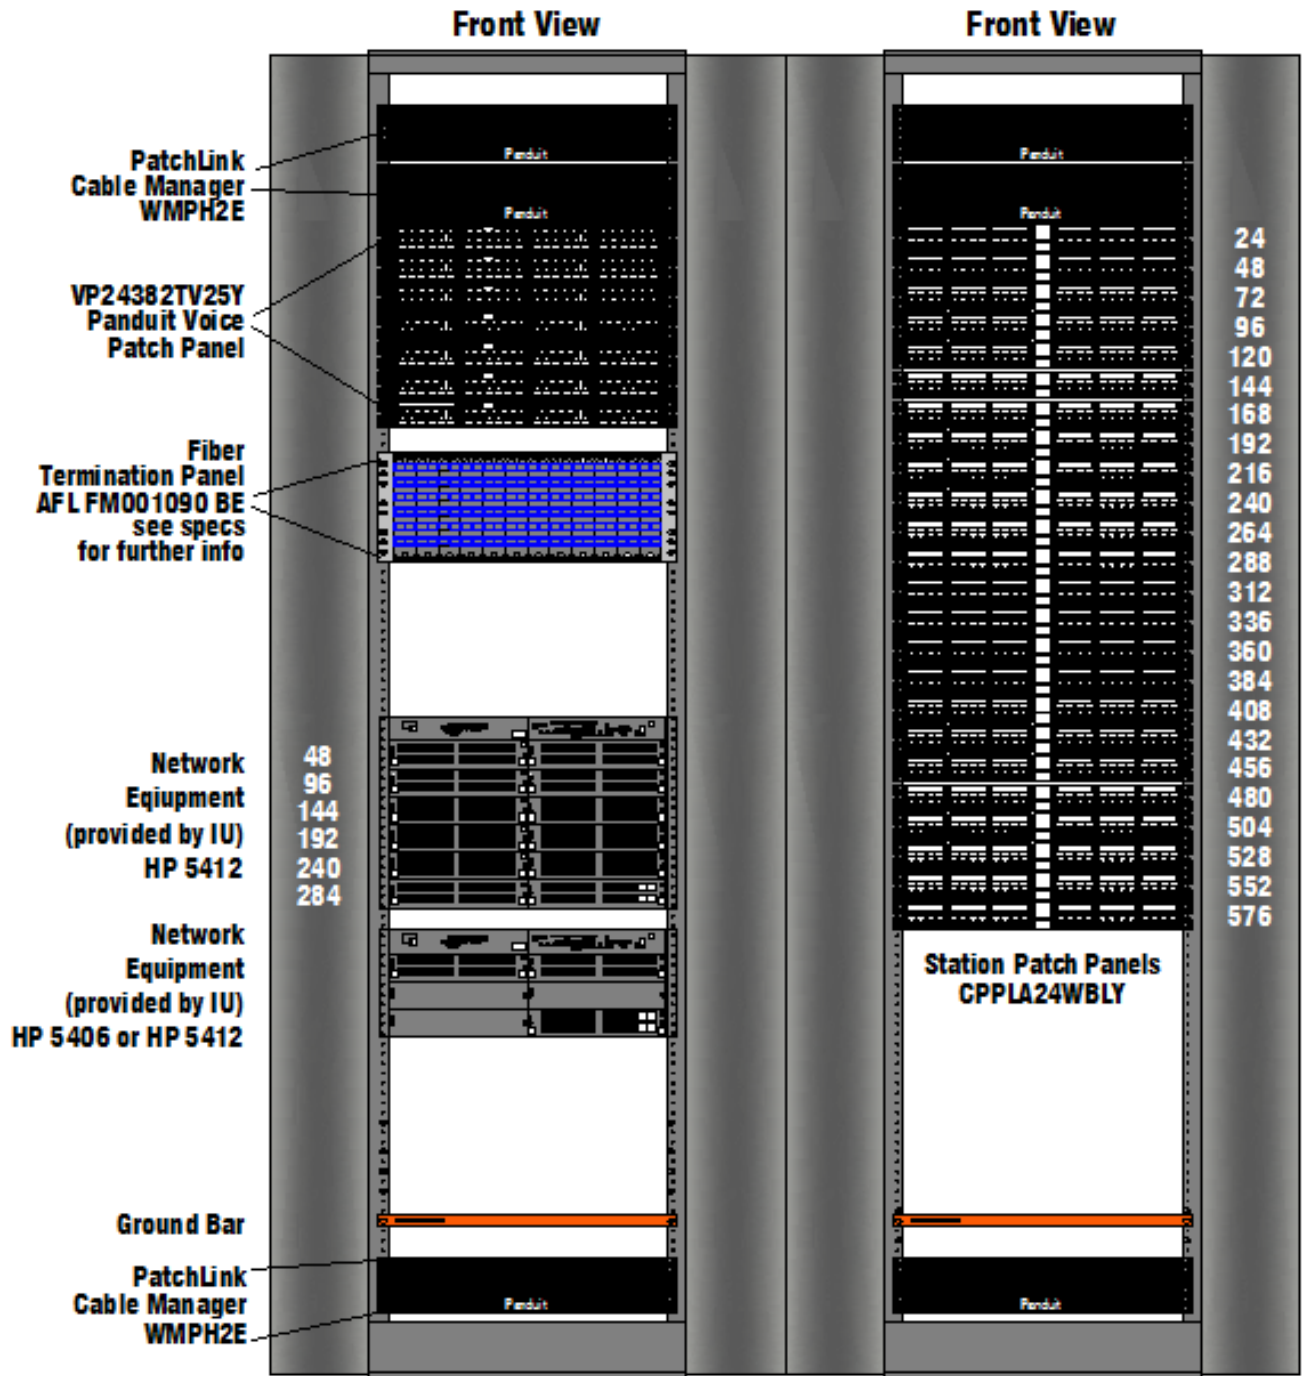 Front View
Front View
PatchLink
Cable Manager
WMPH2E
Panduit
Panduit
VP24382TV25Y
Panduit Voice
Patch Panel
Fiber
Termination Panel
AFL FM001090 BE
see specs
for further info
Network
Eqiupment
(provided by IU)
HP 5412
48
96
144
192
240
284
Network
Equipment
(provided by IU)
HP 5406 or HP 5412
Ground Bar
PatchLink
Cable Manager
WMPH2E
Panduit
Panduit
Panduit
24
48
72
96
120
144
168
192
216
240
264
288
312
336
360
384
408
432
456
480
504
528
552
576
Station Patch Panels
CPPLA24WBLY
Panduit